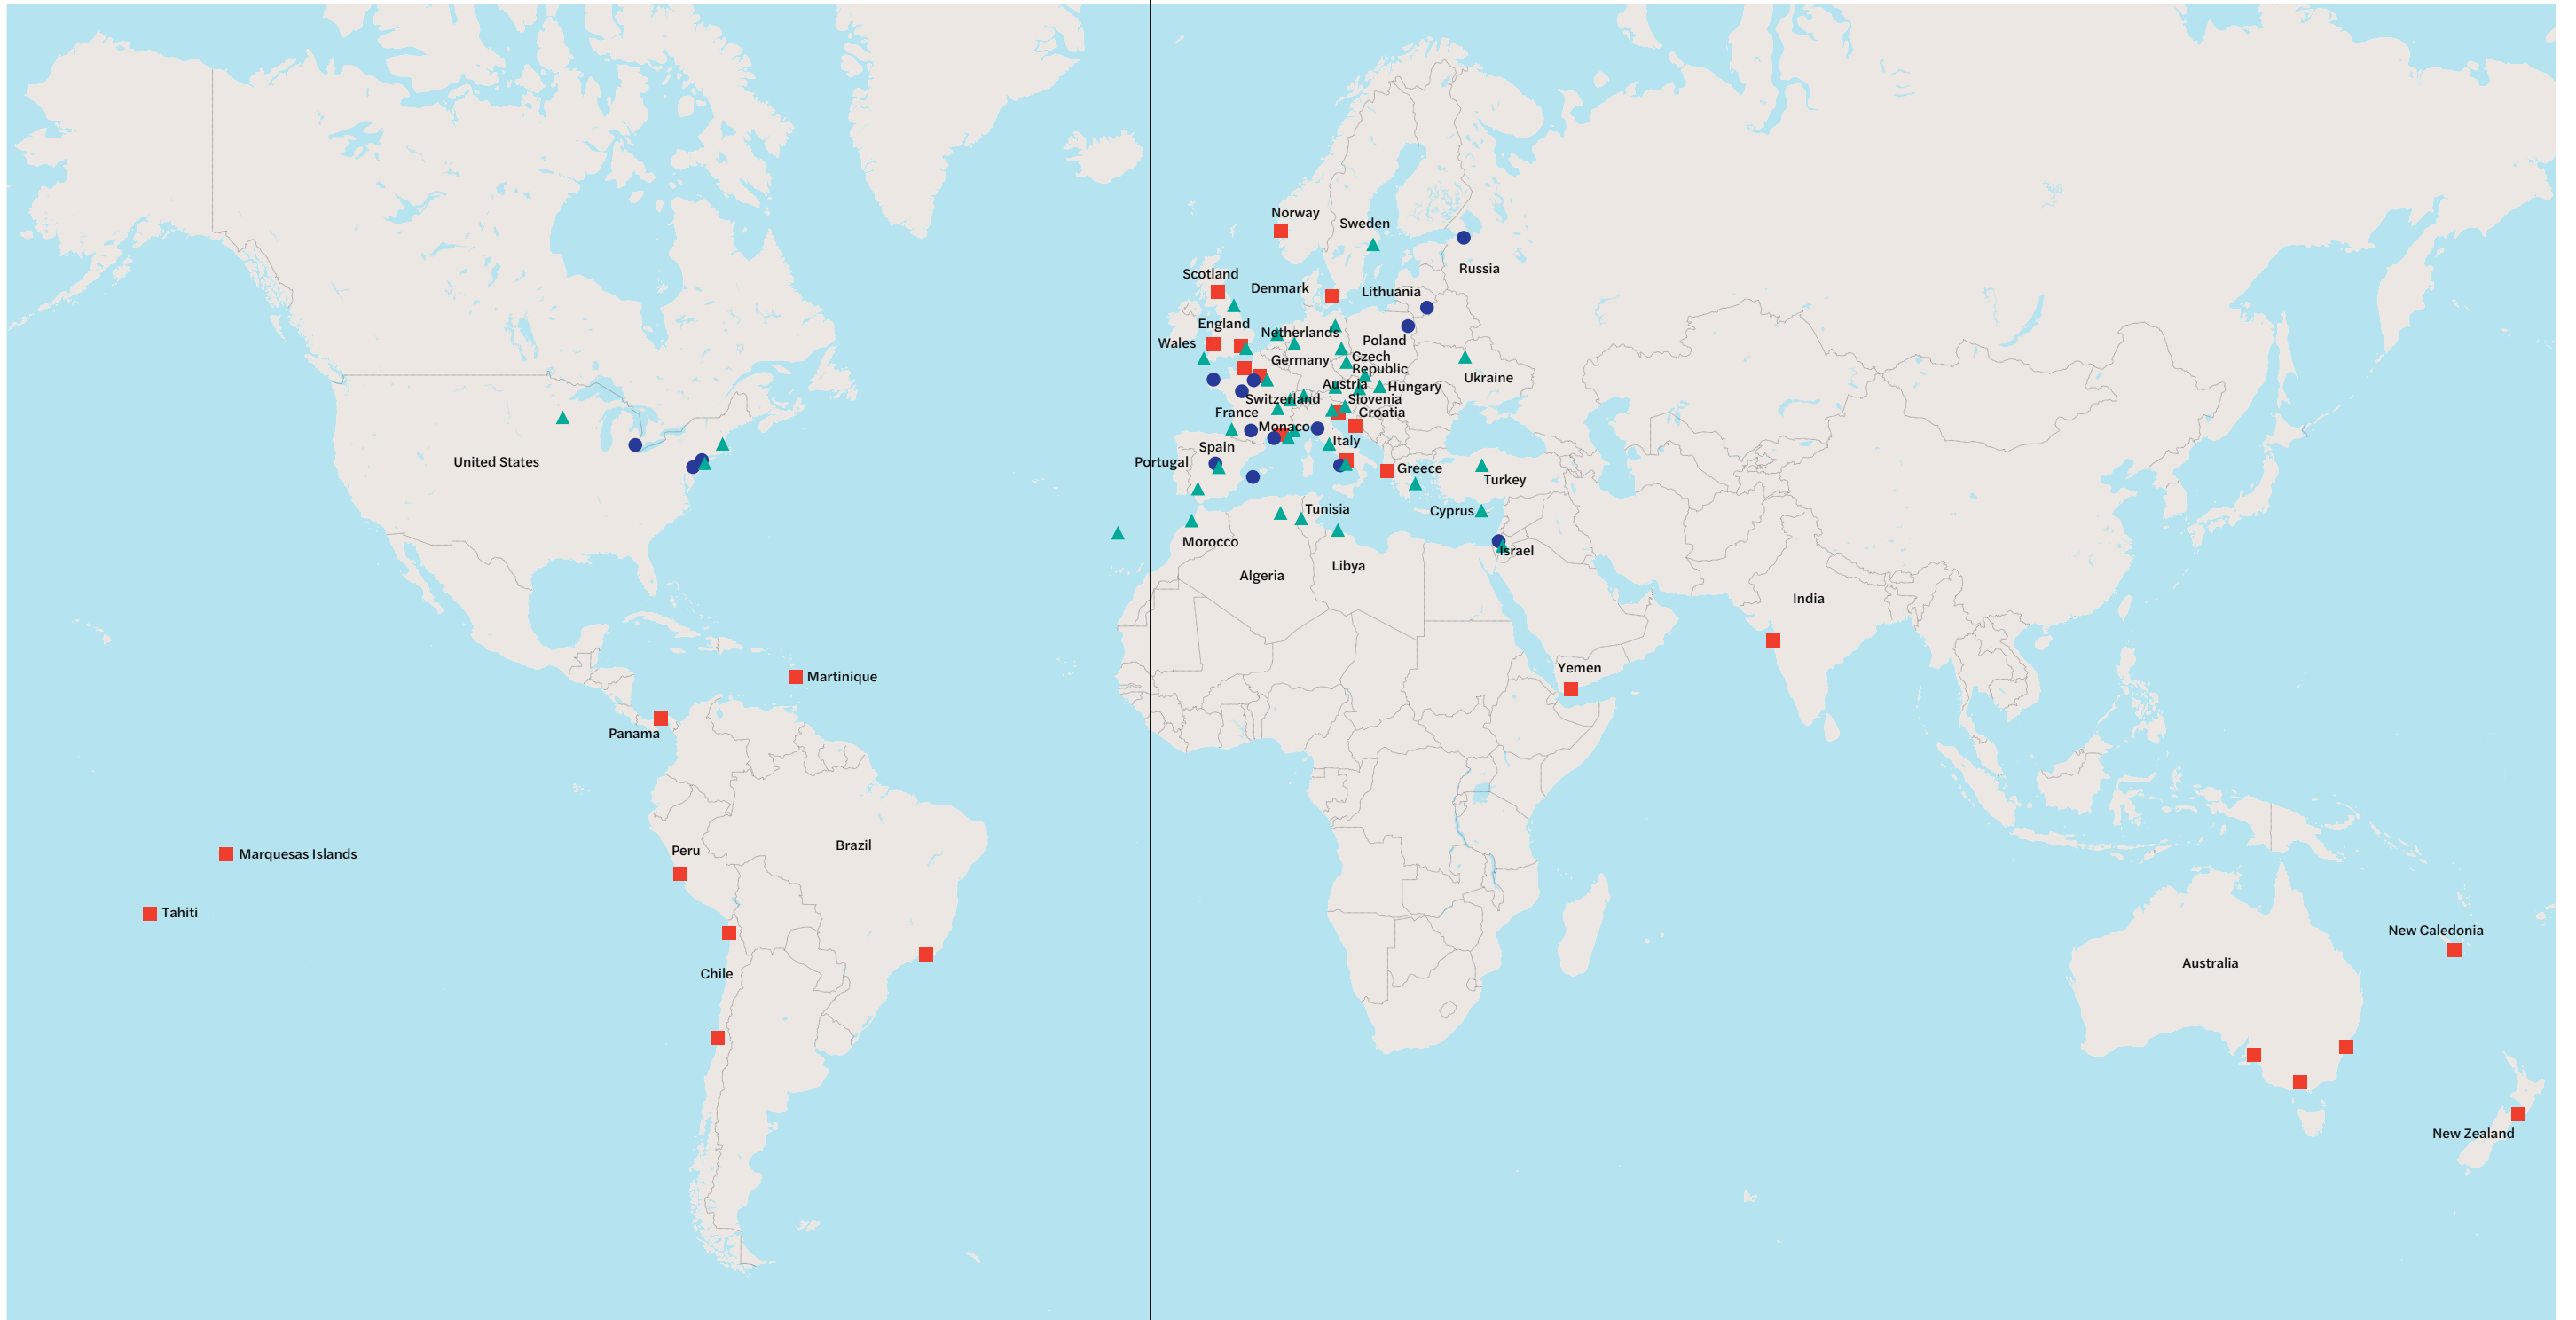 Norway
Sweden
Scotland
Russia
Denmark
Lithuania
England
Netherlands
Wales
Poland
Germany
Czech
Republic
Ukraine
Austria
Hungary
Switzerland
Slovenia
France
Croatia
Monaco
Italy
Spain
Portugal
United States
Greece
Turkey
Tunisia
Cyprus
Morocco
Israel
Libya
Algeria
India
Yemen
Martinique
Panama
Brazil
Peru
Marquesas Islands
Tahiti
New Caledonia
Australia
Chile
New Zealand